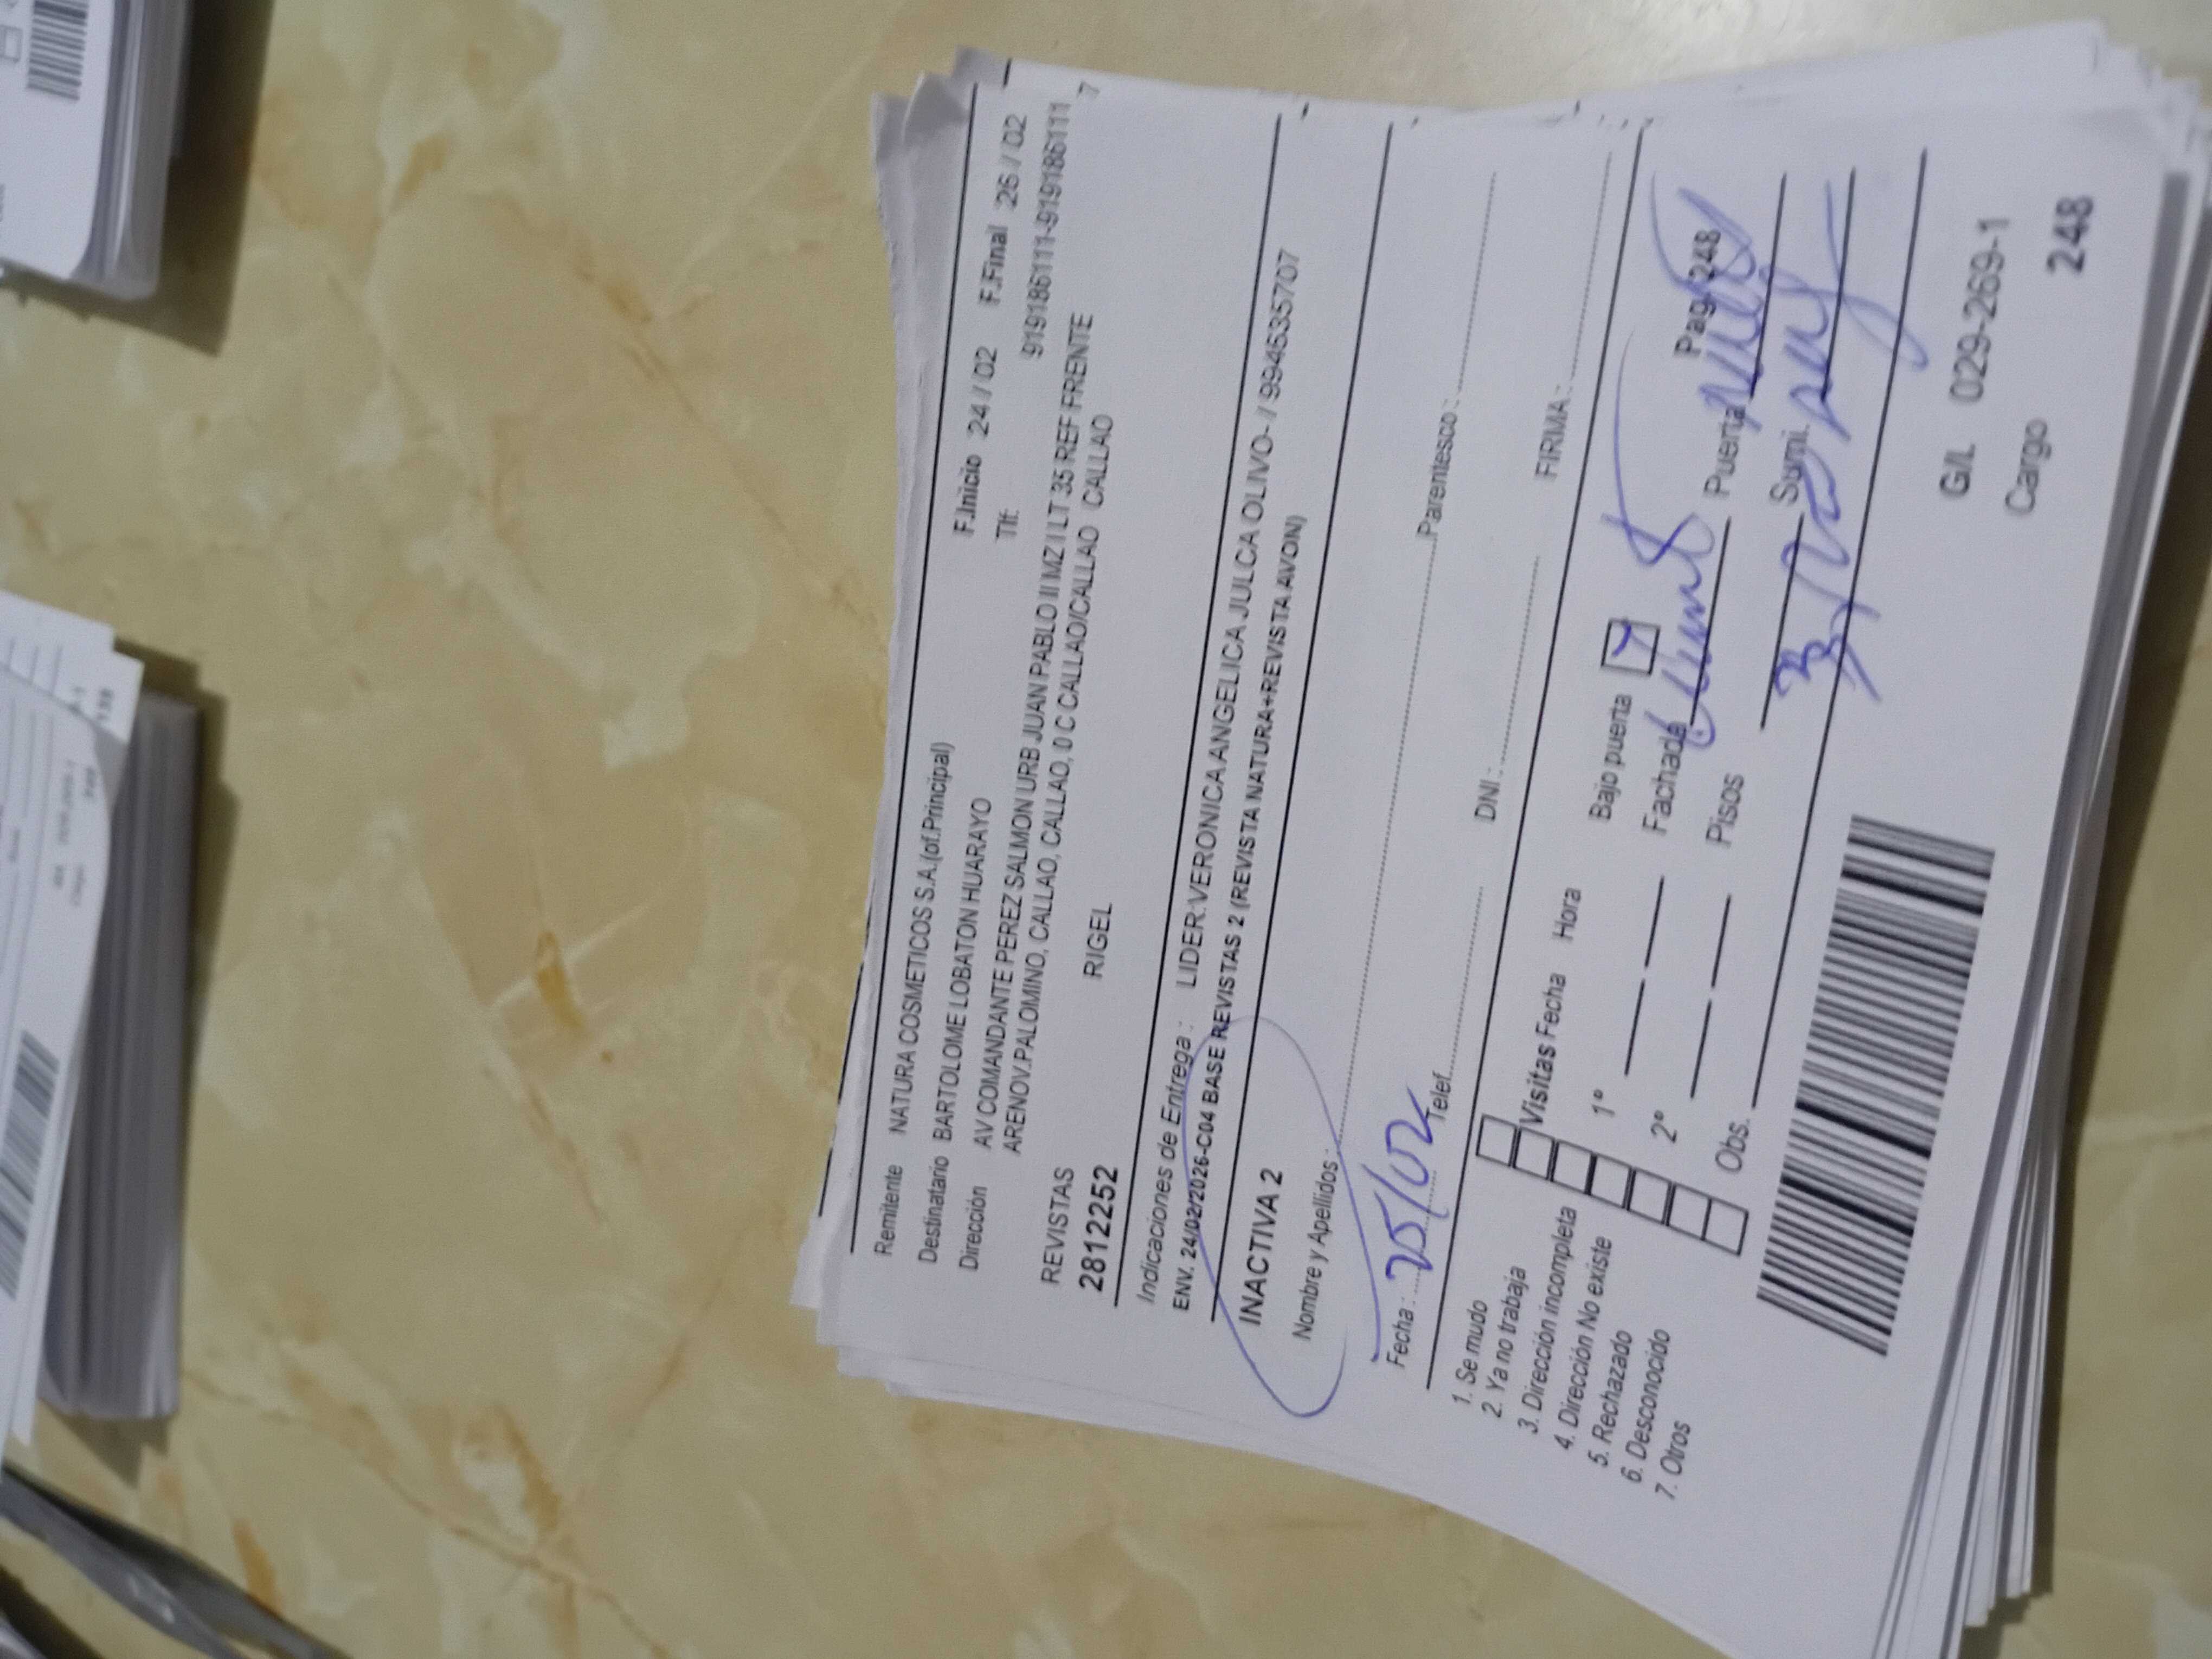 F.Inicio 24 / 02 F.Final 26 / 02
Remitente NATURA COSMETICOS S.A.(of.Principal) Tlf:
Destinatario BARTOLOME LOBATON HUARAYO 919186111-919186111
7
Dirección AV COMANDANTE PEREZ SALMON URB JUAN PABLO II MZ I LT 35 REF FRENTE
ARENOV.PALOMINO, CALLAO, CALLAO, 0 C CALLAO/CALLAO CALLAO
REVISTAS
2812252 RIGEL
Indicaciones de Entrega : LIDER:VERONICA ANGELICA JULCA OLIVO- / 994535707
ENV. 24/02/2026-C04 BASE REVISTAS 2 (REVISTA NATURA+REVISTA AVON)
INACTIVA 2
Nombre y Apellidos : Parentesco :
Fecha : 25/02 Telef. DNI : FIRMA :
1. Se mudo
2. Ya no trabaja
3. Dirección incompleta
4. Dirección No existe
5. Rechazado
6. Desconocido
7. Otros
Visitas Fecha Hora
1°
2°
Obs.
Bajo puerta
Fachada
Pisos 3
Pag/248
Puerta
Sumi.
G/L 029-269-1
Cargo 248